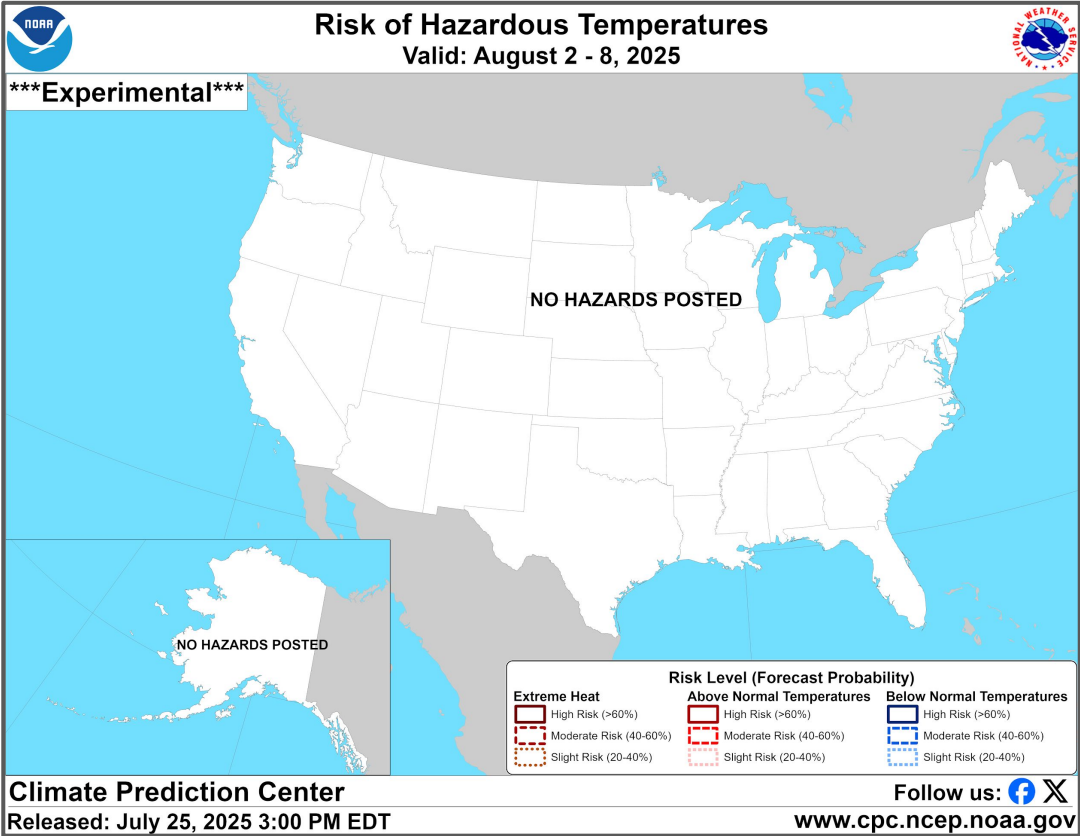 NOAA
Risk of Hazardous Temperatures
Valid: August 2 - 8, 2025
NATIONAL WEATHER SERVICE
***Experimental***
NO HAZARDS POSTED
NO HAZARDS POSTED
Risk Level (Forecast Probability)
Extreme Heat
High Risk (>60%)
Moderate Risk (40-60%)
Slight Risk (20-40%)
Above Normal Temperatures
High Risk (>60%)
Moderate Risk (40-60%)
Slight Risk (20-40%)
Below Normal Temperatures
High Risk (>60%)
Moderate Risk (40-60%)
Slight Risk (20-40%)
Climate Prediction Center
Released: July 25, 2025 3:00 PM EDT
Follow us:
www.cpc.ncep.noaa.gov